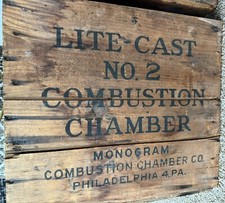 LITE-CAST
NO. 2
COMBUSTION
CHAMBER
MONOGRAM
COMBUSTION CHAMBER CO.
PHILADELPHIA 4, PA.